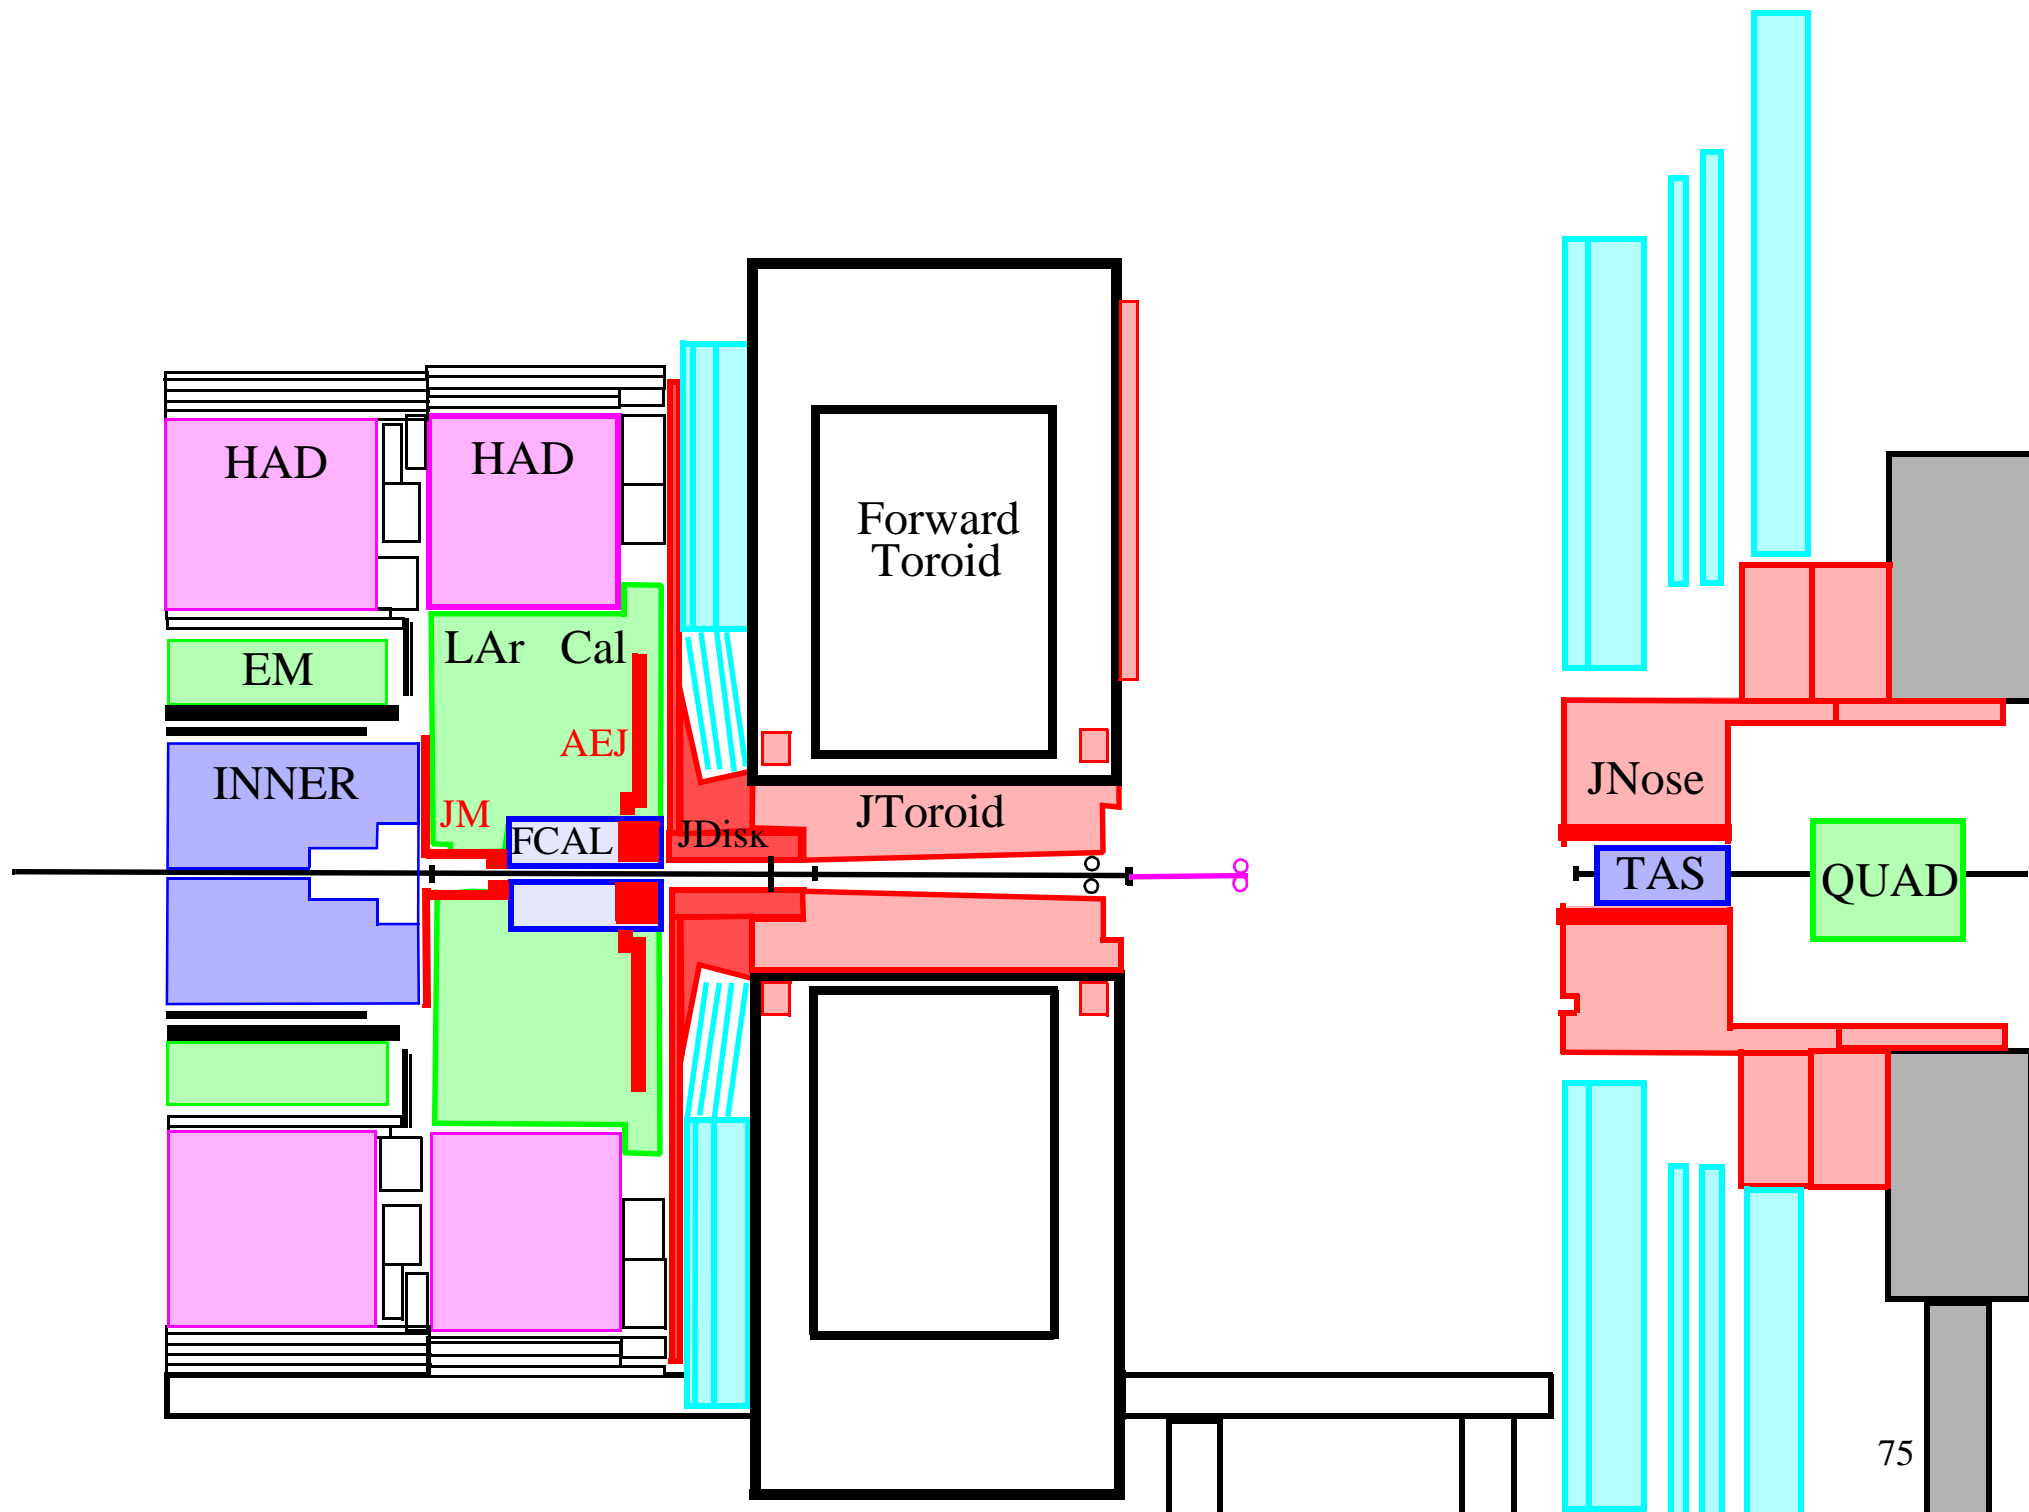 HAD
HAD
Forward
Toroid
LAr Cal
EM
AEJ
INNER
JM
FCAL
JDisk
JToroid
JNose
TAS
QUAD
75